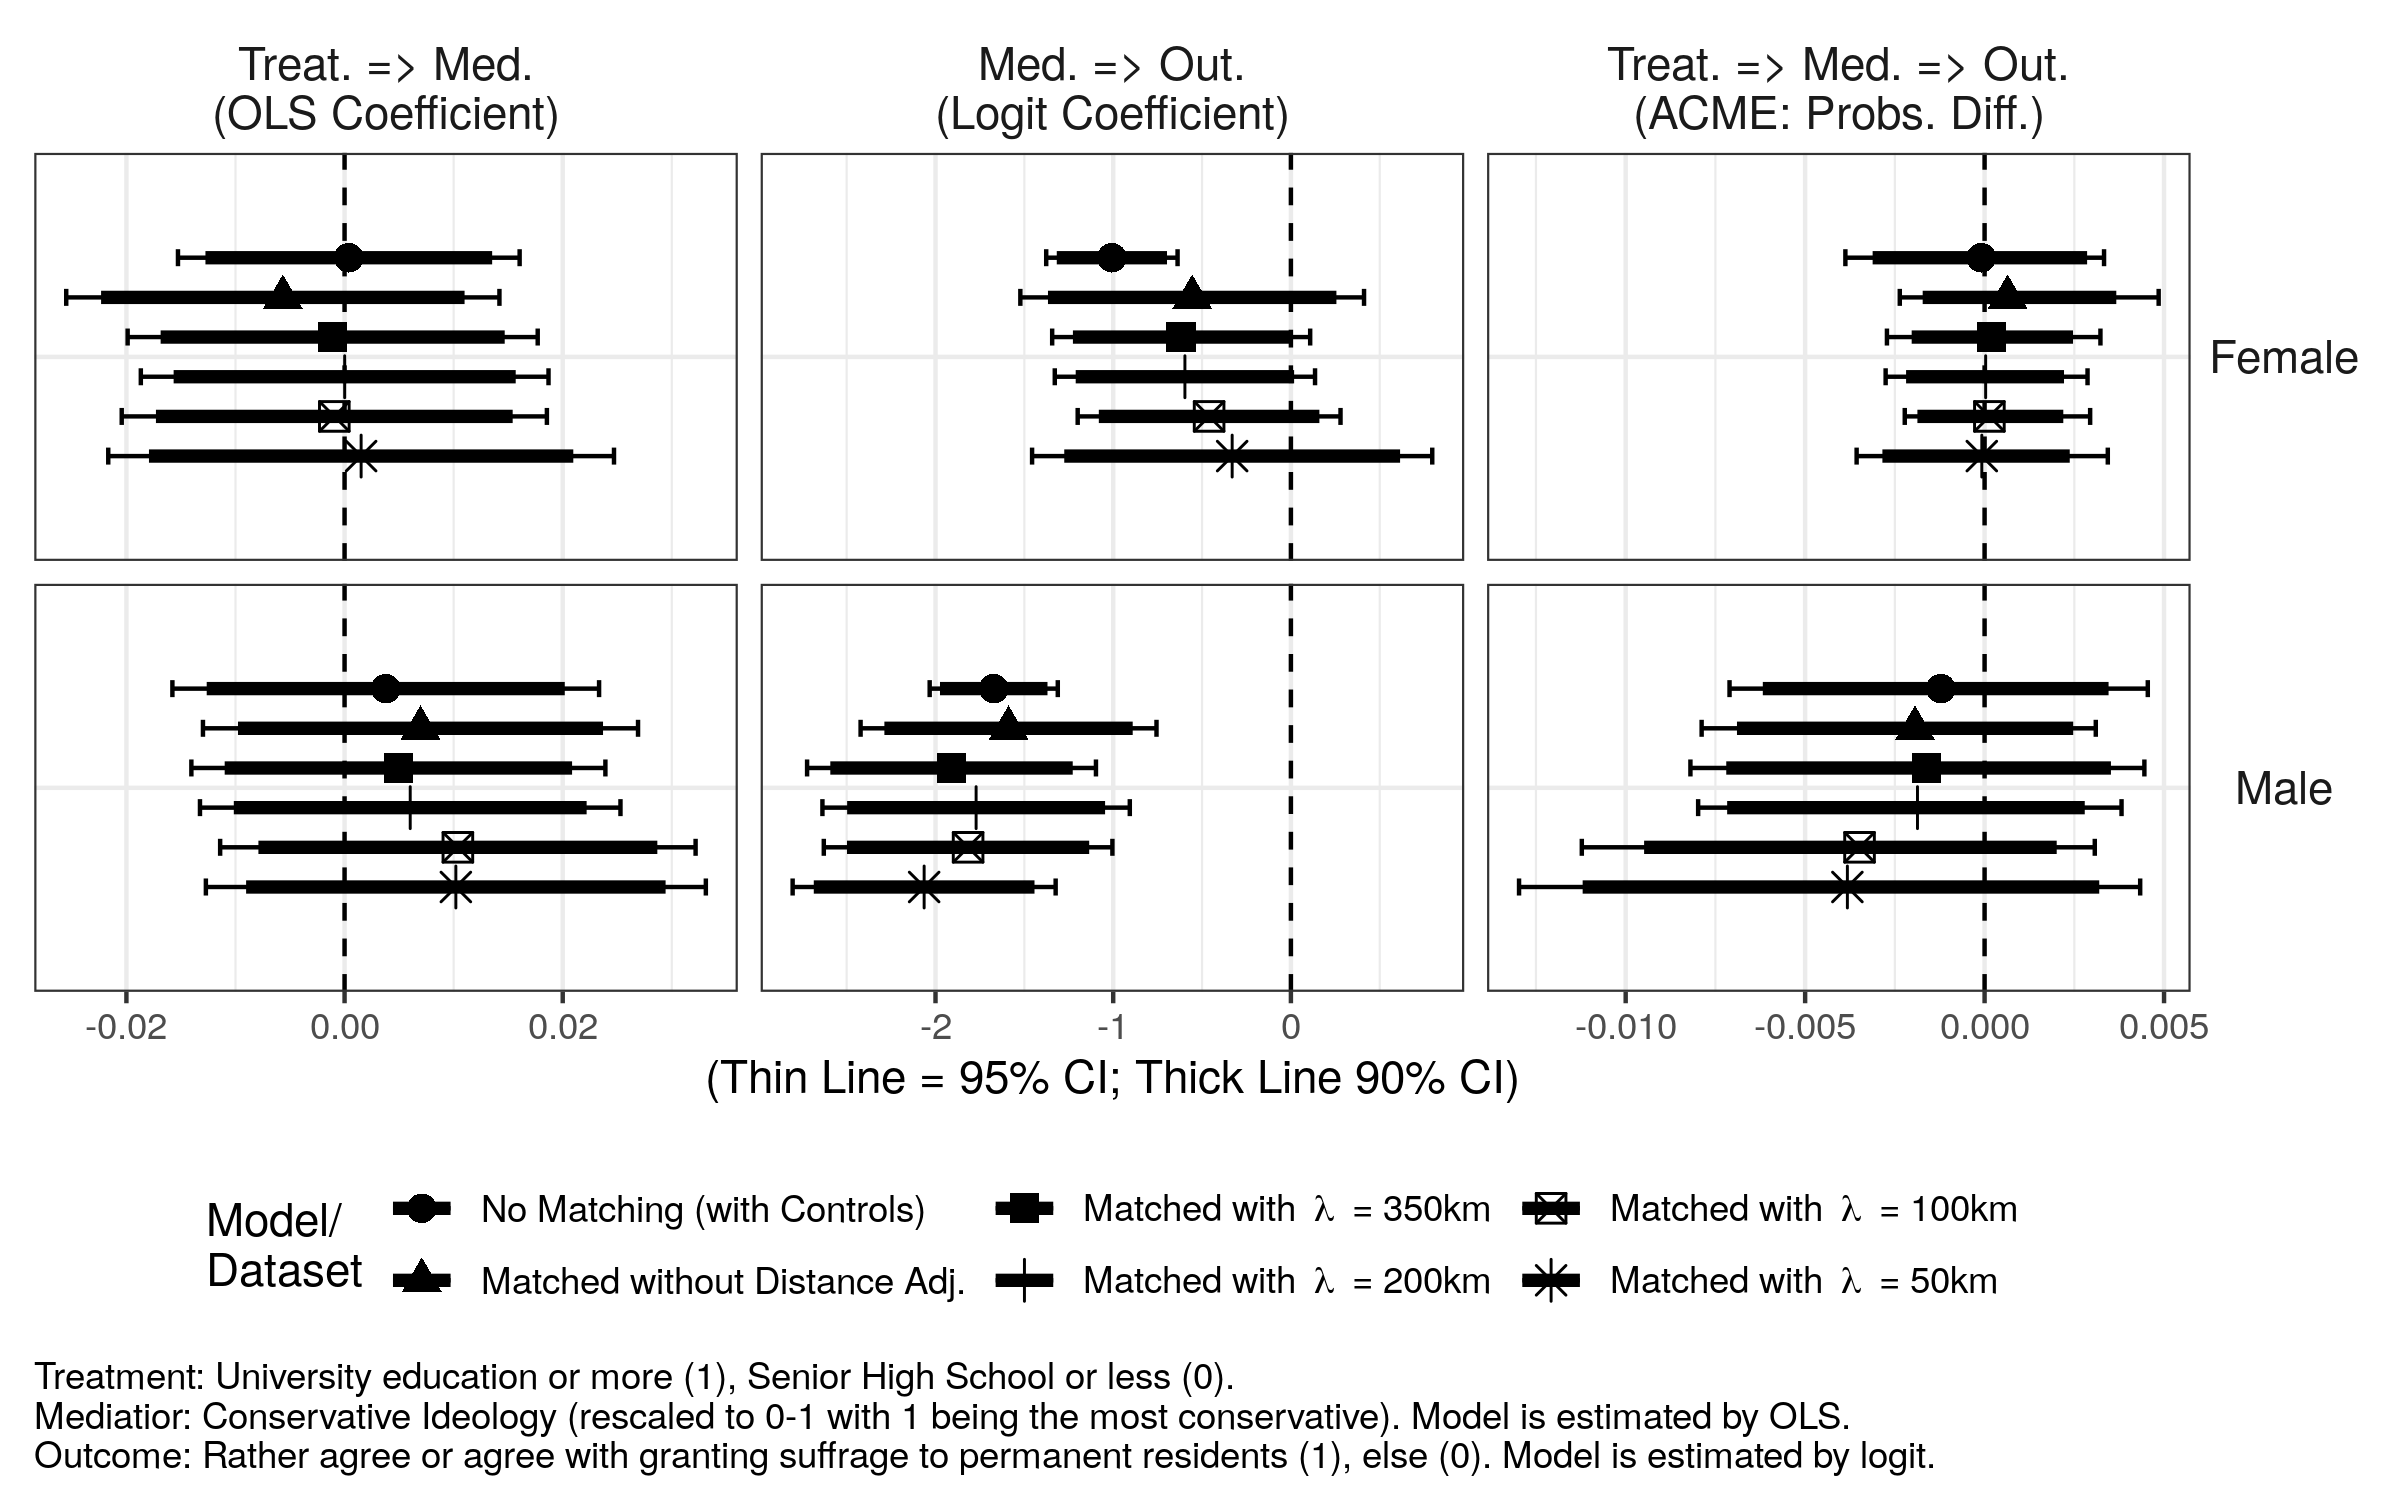 Treat. => Med.
(OLS Coefficient)
Med. => Out.
(Logit Coefficient)
Treat. => Med. => Out.
(ACME: Probs. Diff.)
Female
Male
-0.02
0.00
0.02
-2
-1
0
-0.010
-0.005
0.000
0.005
(Thin Line = 95% CI; Thick Line 90% CI)
Model/
Dataset
No Matching (with Controls)
Matched without Distance Adj.
Matched with λ = 350km
Matched with λ = 200km
Matched with λ = 100km
Matched with λ = 50km
Treatment: University education or more (1), Senior High School or less (0).
Mediatior: Conservative Ideology (rescaled to 0-1 with 1 being the most conservative). Model is estimated by OLS.
Outcome: Rather agree or agree with granting suffrage to permanent residents (1), else (0). Model is estimated by logit.